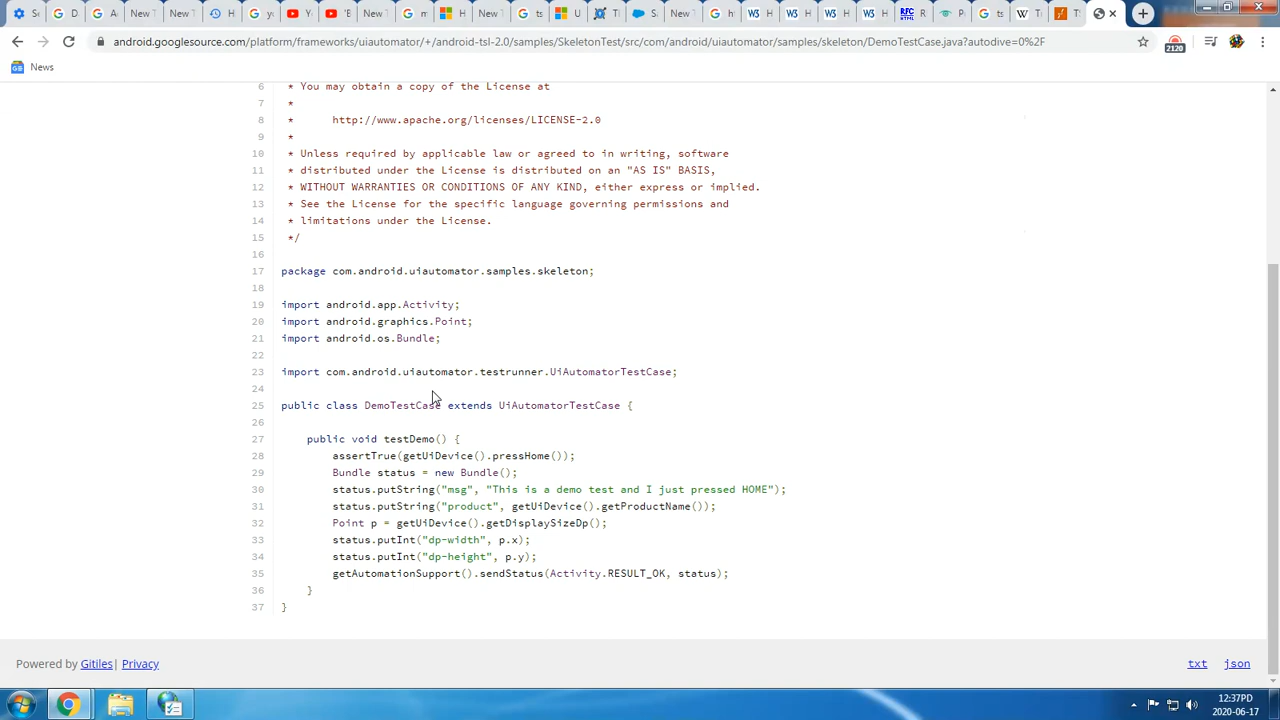 android.googlesource.com/platform/frameworks/uiautomator/+/android-tsl-2.0/samples/SkeletonTest/src/com/android/uiautomator/samples/skeleton/DemoTestCase.java?autodive=0%2F
2120
News
6 * You may obtain a copy of the License at
7 *
8 * http://www.apache.org/licenses/LICENSE-2.0
9 *
10 * Unless required by applicable law or agreed to in writing, software
11 * distributed under the License is distributed on an "AS IS" BASIS,
12 * WITHOUT WARRANTIES OR CONDITIONS OF ANY KIND, either express or implied.
13 * See the License for the specific language governing permissions and
14 * limitations under the License.
15 */
16
17 package com.android.uiautomator.samples.skeleton;
18
19 import android.app.Activity;
20 import android.graphics.Point;
21 import android.os.Bundle;
22
23 import com.android.uiautomator.testrunner.UiAutomatorTestCase;
24
25 public class DemoTestCase extends UiAutomatorTestCase {
26
27 public void testDemo() {
28 assertTrue(getUiDevice().pressHome());
29 Bundle status = new Bundle();
30 status.putString("msg", "This is a demo test and I just pressed HOME");
31 status.putString("product", getUiDevice().getProductName());
32 Point p = getUiDevice().getDisplaySizeDp();
33 status.putInt("dp-width", p.x);
34 status.putInt("dp-height", p.y);
35 getAutomationSupport().sendStatus(Activity.RESULT_OK, status);
36 }
37 }
Powered by Gitiles| Privacy
txt json
12:37PD
2020-06-17